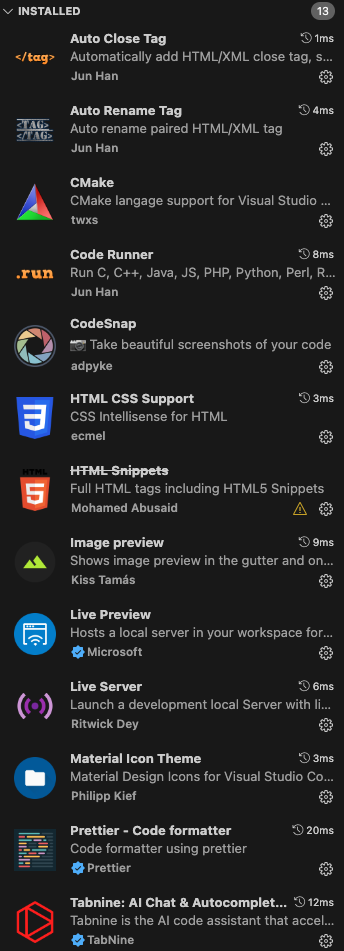 INSTALLED 13
Auto Close Tag 1ms
</tag> Automatically add HTML/XML close tag, s...
Jun Han
Auto Rename Tag 4ms
<TAG>
</TAG>
Auto rename paired HTML/XML tag
Jun Han
CMake
CMake langage support for Visual Studio ...
twxs
Code Runner 8ms
.run Run C, C++, Java, JS, PHP, Python, Perl, R...
Jun Han
CodeSnap
📷 Take beautiful screenshots of your code
adpyke
HTML CSS Support 3ms
3 CSS Intellisense for HTML
ecmel
HTML HTML Snippets
5 Full HTML tags including HTML5 Snippets
Mohamed Abusaid
Image preview 9ms
Shows image preview in the gutter and on...
Kiss Tamás
Live Preview
Hosts a local server in your workspace for...
Microsoft
Live Server 6ms
Launch a development local Server with li...
Ritwick Dey
Material Icon Theme 3ms
Material Design Icons for Visual Studio Co...
Philipp Kief
Prettier - Code formatter 20ms
Code formatter using prettier
Prettier
Tabnine: AI Chat & Autocomplet... 12ms
Tabnine is the AI code assistant that accel...
TabNine